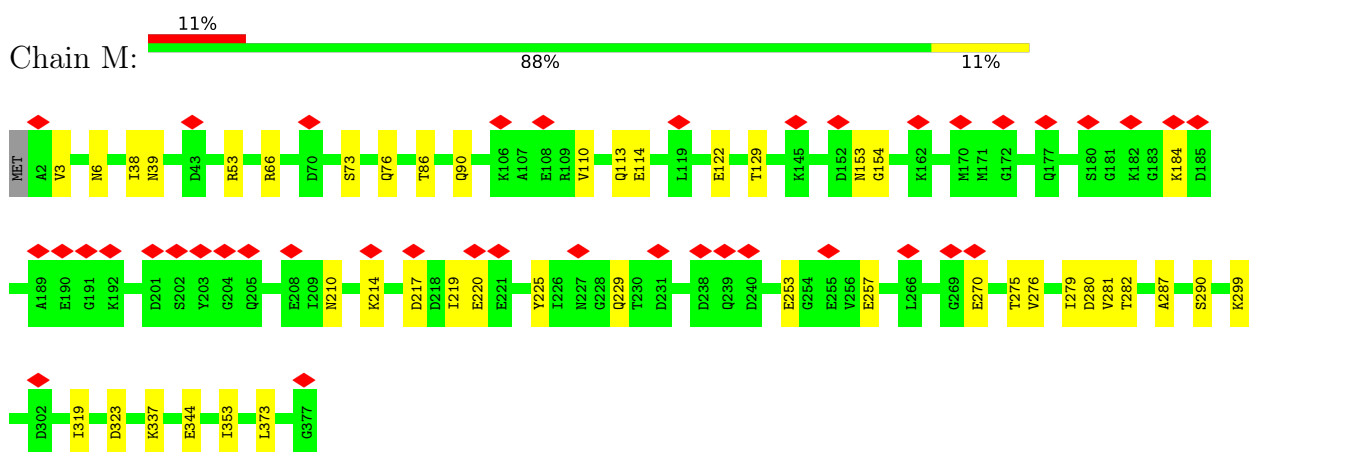 11%
Chain M:
88% 11%
MET A2 V3 N6 I38 N39 D43 R53 R66 D70 S73 Q76 T86 Q90 K106 A107 E108 R109 V110 Q113 E114 L119 E122 T129 K145 D152 N153 G154 K162 M170 M171 G172 Q177 S180 G181 K182 G183 K184 D185
A189 E190 G191 K192 D201 S202 Y203 G204 Q205 E208 I209 N210 K214 D217 D218 I219 E220 E221 Y225 I226 N227 G228 Q229 T230 D231 D238 Q239 D240 E253 G254 E255 V256 E257 L266 G269 E270 T275 V276 I279 D280 V281 T282 A287 S290 K299
D302 I319 D323 K337 E344 I353 L373 G377